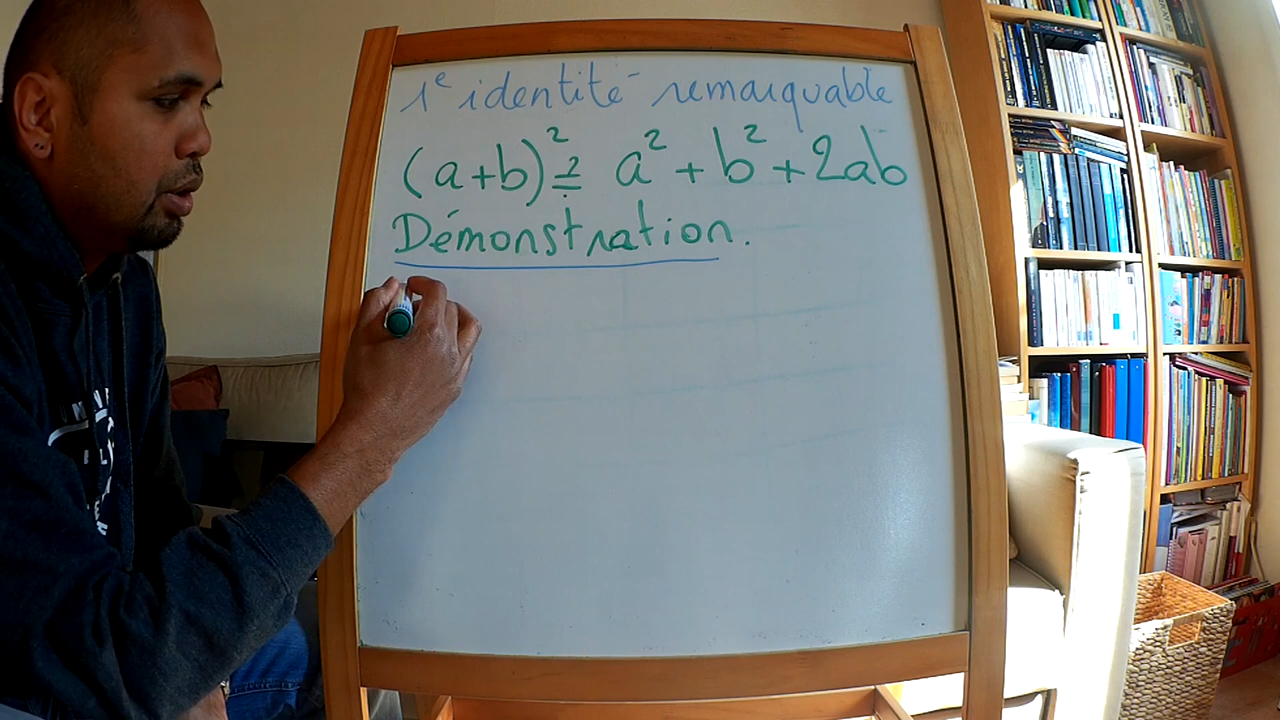 1e identité remarquable
(a+b)² ≟ a² + b² + 2ab
Démonstration.